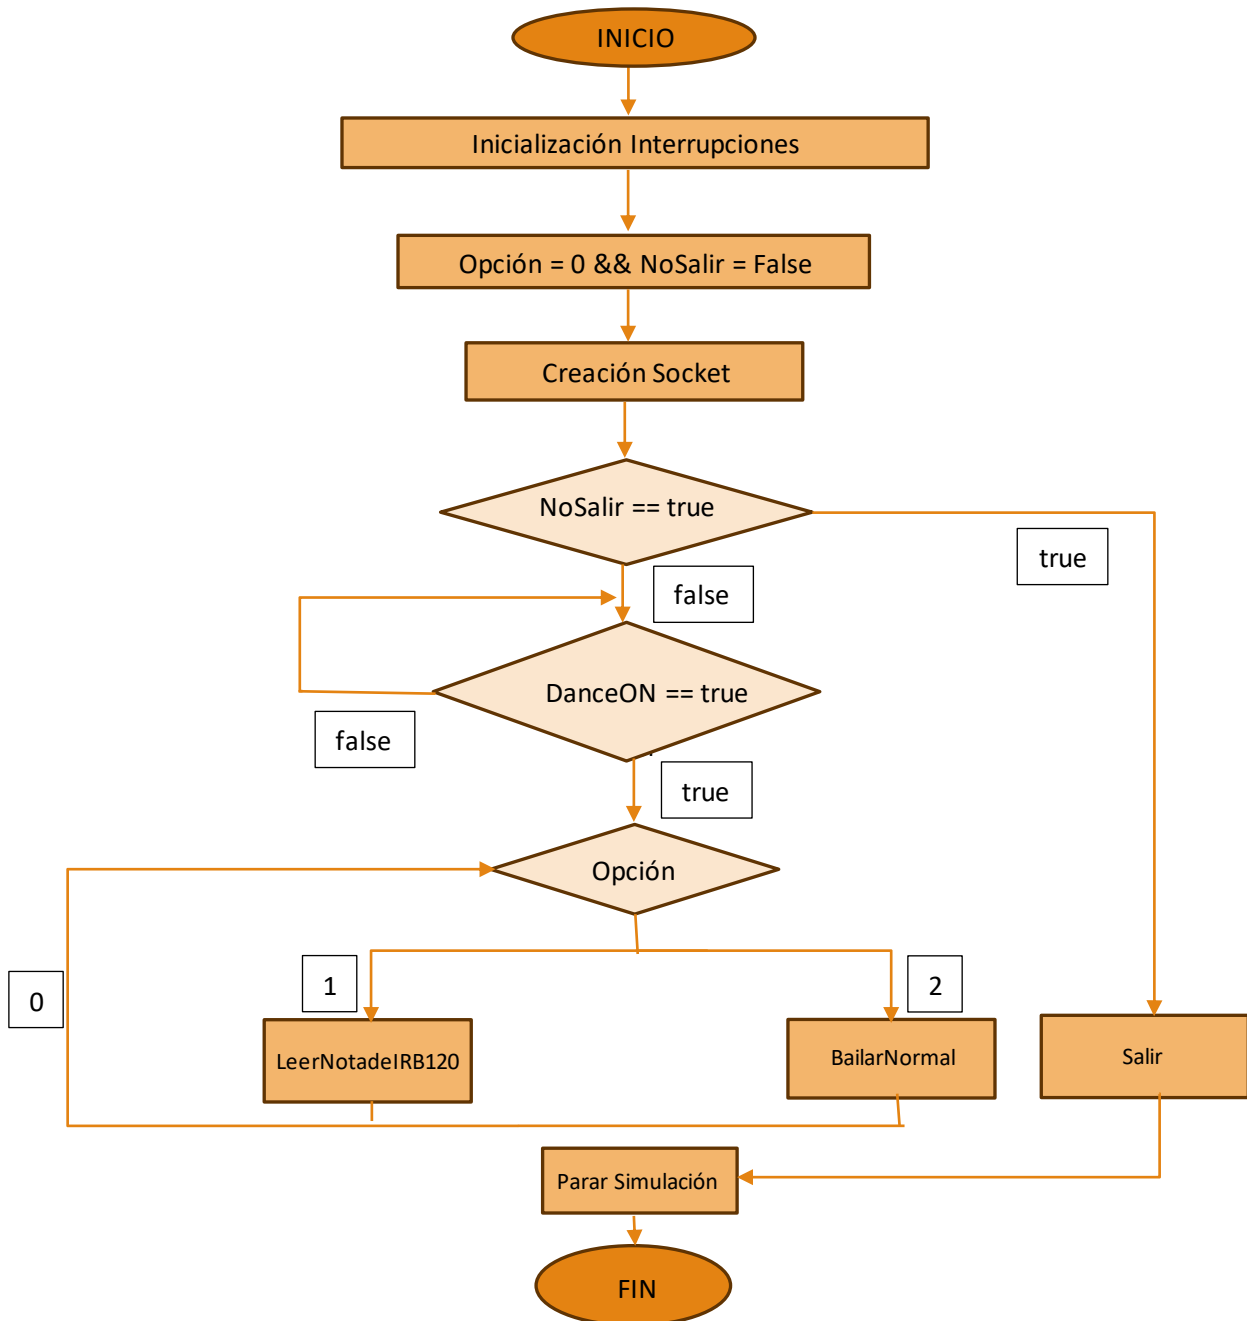 INICIO
Inicialización Interrupciones
Opción = 0 && NoSalir = False
Creación Socket
NoSalir == true
true
false
DanceON == true
false
true
Opción
0
1
2
LeerNotadeIRB120
BailarNormal
Salir
Parar Simulación
FIN